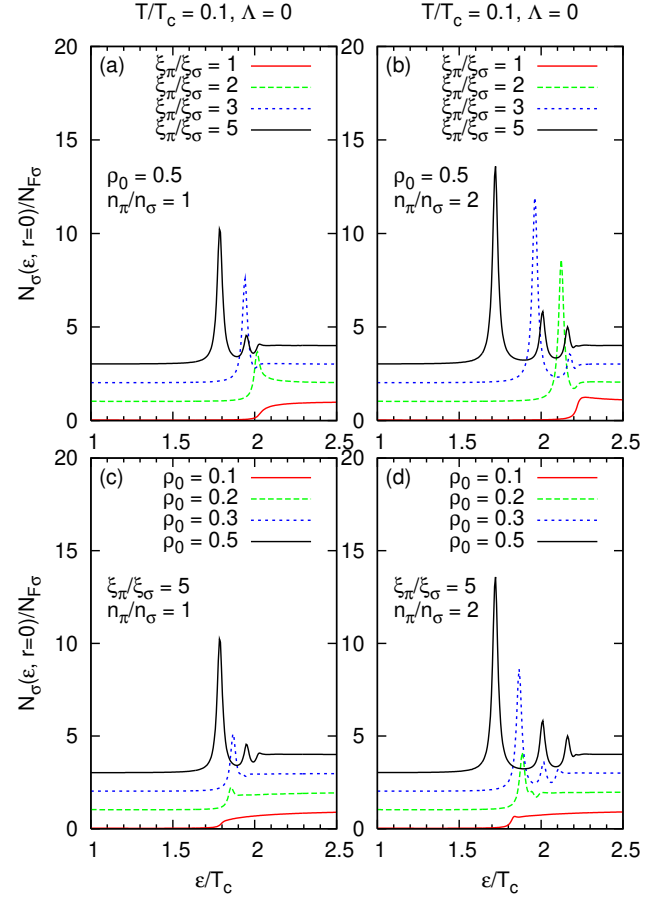 T/T_c = 0.1, Λ = 0
T/T_c = 0.1, Λ = 0
(a)
ξ_π/ξ_σ = 1
ξ_π/ξ_σ = 2
ξ_π/ξ_σ = 3
ξ_π/ξ_σ = 5
ρ_0 = 0.5
n_π/n_σ = 1
N_σ(ε, r=0)/N_Fσ
20
15
10
5
0
1 1.5 2 2.5
(b)
ξ_π/ξ_σ = 1
ξ_π/ξ_σ = 2
ξ_π/ξ_σ = 3
ξ_π/ξ_σ = 5
ρ_0 = 0.5
n_π/n_σ = 2
1 1.5 2 2.5
(c)
ρ_0 = 0.1
ρ_0 = 0.2
ρ_0 = 0.3
ρ_0 = 0.5
ξ_π/ξ_σ = 5
n_π/n_σ = 1
N_σ(ε, r=0)/N_Fσ
20
15
10
5
0
1 1.5 2 2.5
ε/T_c
(d)
ρ_0 = 0.1
ρ_0 = 0.2
ρ_0 = 0.3
ρ_0 = 0.5
ξ_π/ξ_σ = 5
n_π/n_σ = 2
1 1.5 2 2.5
ε/T_c